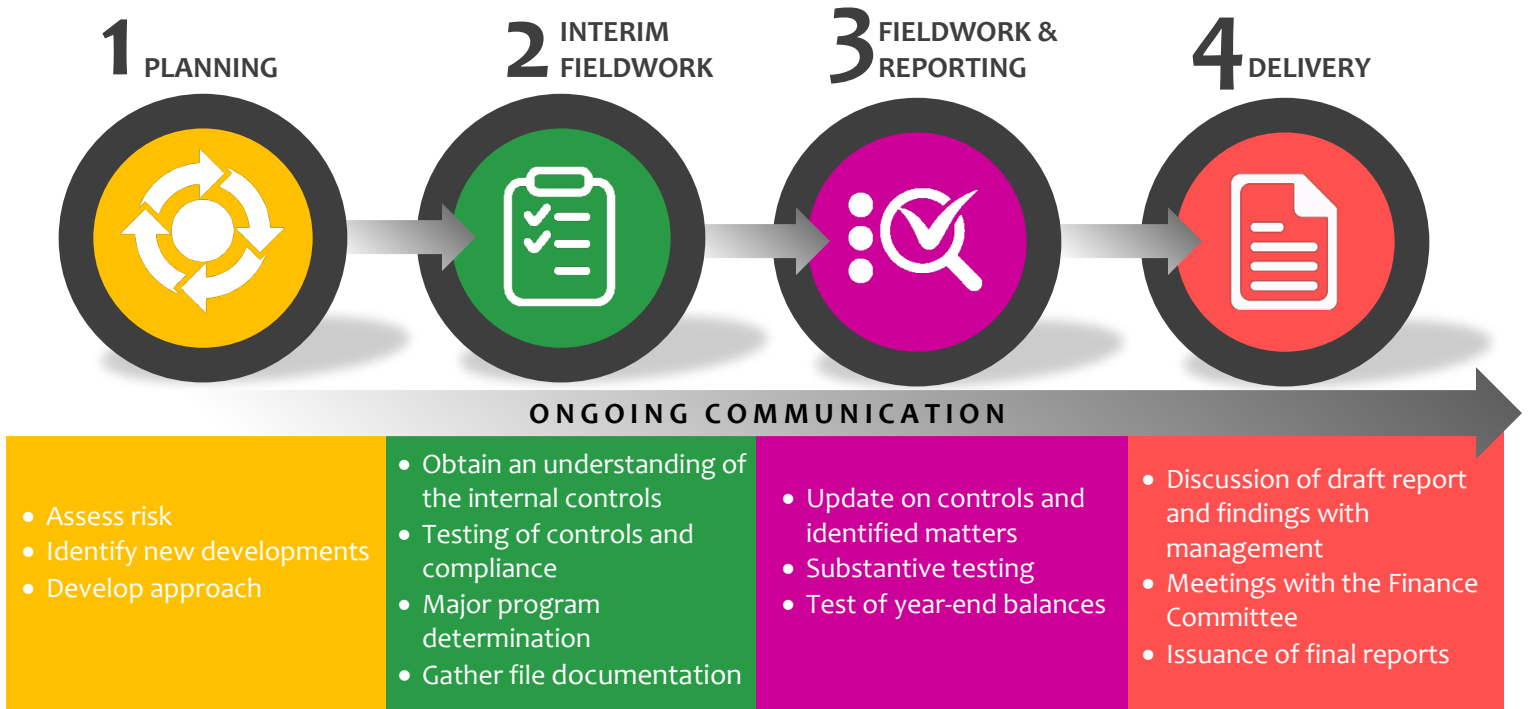 1 PLANNING
2 INTERIM
FIELDWORK
3 FIELDWORK &
REPORTING
4 DELIVERY
ONGOING COMMUNICATION
• Assess risk
• Identify new developments
• Develop approach
• Obtain an understanding of
the internal controls
• Testing of controls and
compliance
• Major program
determination
• Gather file documentation
• Update on controls and
identified matters
• Substantive testing
• Test of year-end balances
• Discussion of draft report
and findings with
management
• Meetings with the Finance
Committee
• Issuance of final reports